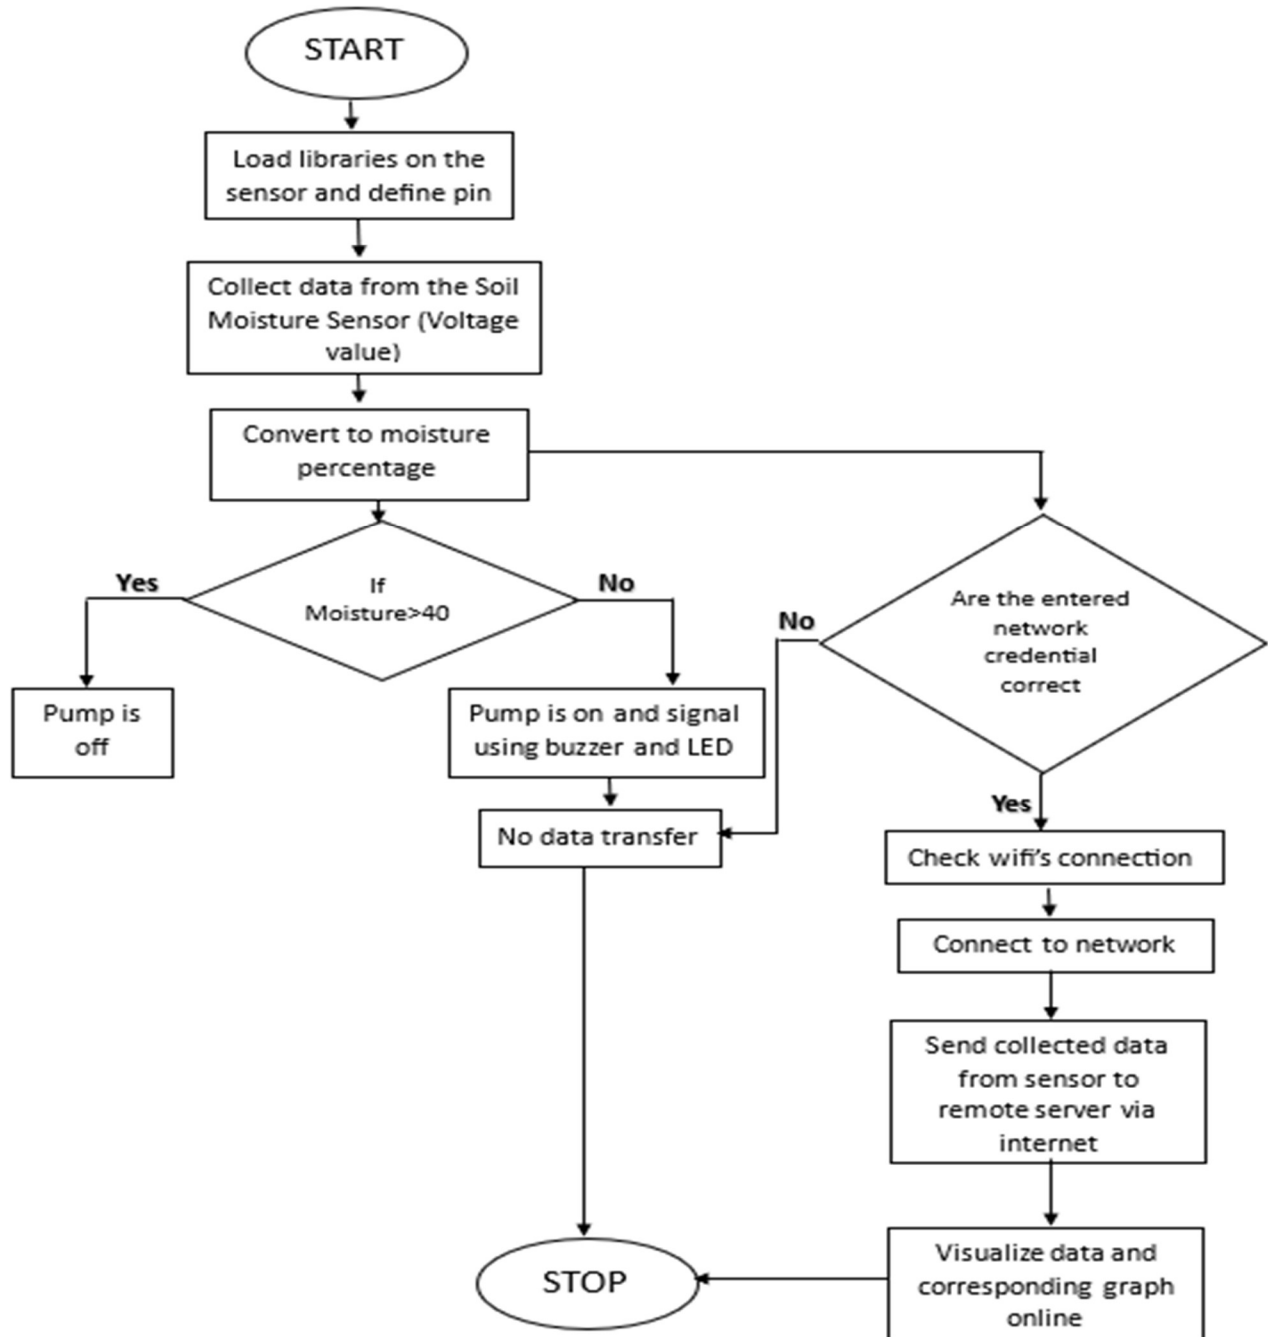 START
Load libraries on the
sensor and define pin
Collect data from the Soil
Moisture Sensor (Voltage
value)
Convert to moisture
percentage
If
Moisture>40
Yes
No
Pump is
off
Pump is on and signal
using buzzer and LED
No data transfer
Are the entered
network
credential
correct
No
Yes
Check wifi's connection
Connect to network
Send collected data
from sensor to
remote server via
internet
Visualize data and
corresponding graph
online
STOP